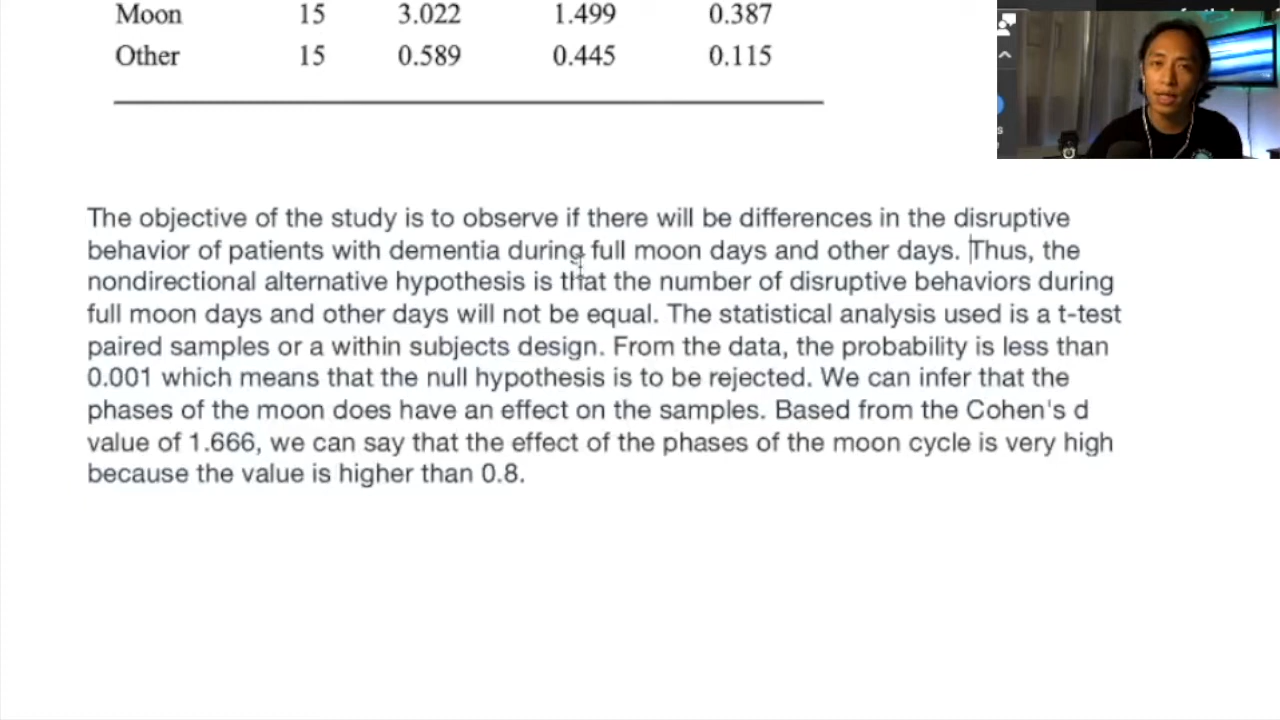 Moon 15 3.022 1.499 0.387
Other 15 0.589 0.445 0.115
The objective of the study is to observe if there will be differences in the disruptive
behavior of patients with dementia during full moon days and other days. Thus, the
nondirectional alternative hypothesis is that the number of disruptive behaviors during
full moon days and other days will not be equal. The statistical analysis used is a t-test
paired samples or a within subjects design. From the data, the probability is less than
0.001 which means that the null hypothesis is to be rejected. We can infer that the
phases of the moon does have an effect on the samples. Based from the Cohen's d
value of 1.666, we can say that the effect of the phases of the moon cycle is very high
because the value is higher than 0.8.